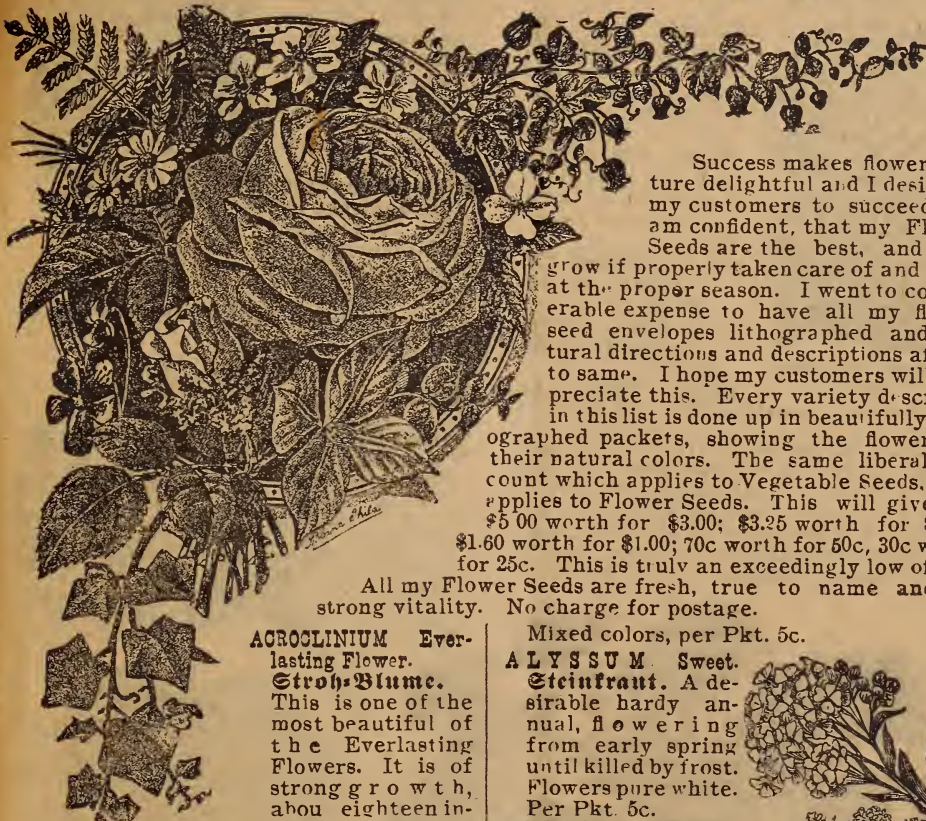 Success makes flower
ture delightful and I desi
my customers to succeed
am confident, that my Fl
Seeds are the best, and
grow if properly taken care of and
at the proper season. I went to co
erable expense to have all my fl
seed envelopes lithographed and
tural directions and descriptions af
to same. I hope my customers wil
preciate this. Every variety descr
in this list is done up in beautifully
ographed packets, showing the flower
their natural colors. The same liberal
count which applies to Vegetable Seeds,
applies to Flower Seeds. This will give
$5 00 worth for $3.00; $3.25 worth for $
$1.60 worth for $1.00; 70c worth for 50c, 30c w
for 25c. This is truly an exceedingly low of
All my Flower Seeds are fresh, true to name and
strong vitality. No charge for postage.
ACROCLINIUM Ever-
lasting Flower.
Stroh-Blume.
This is one of the
most beautiful of
the Everlasting
Flowers. It is of
strong growth,
abou eighteen in-
Mixed colors, per Pkt. 5c.
ALYSSUM Sweet.
Steinkraut. A de-
sirable hardy an-
nual, flowering
from early spring
until killed by frost.
Flowers pure white.
Per Pkt. 5c.